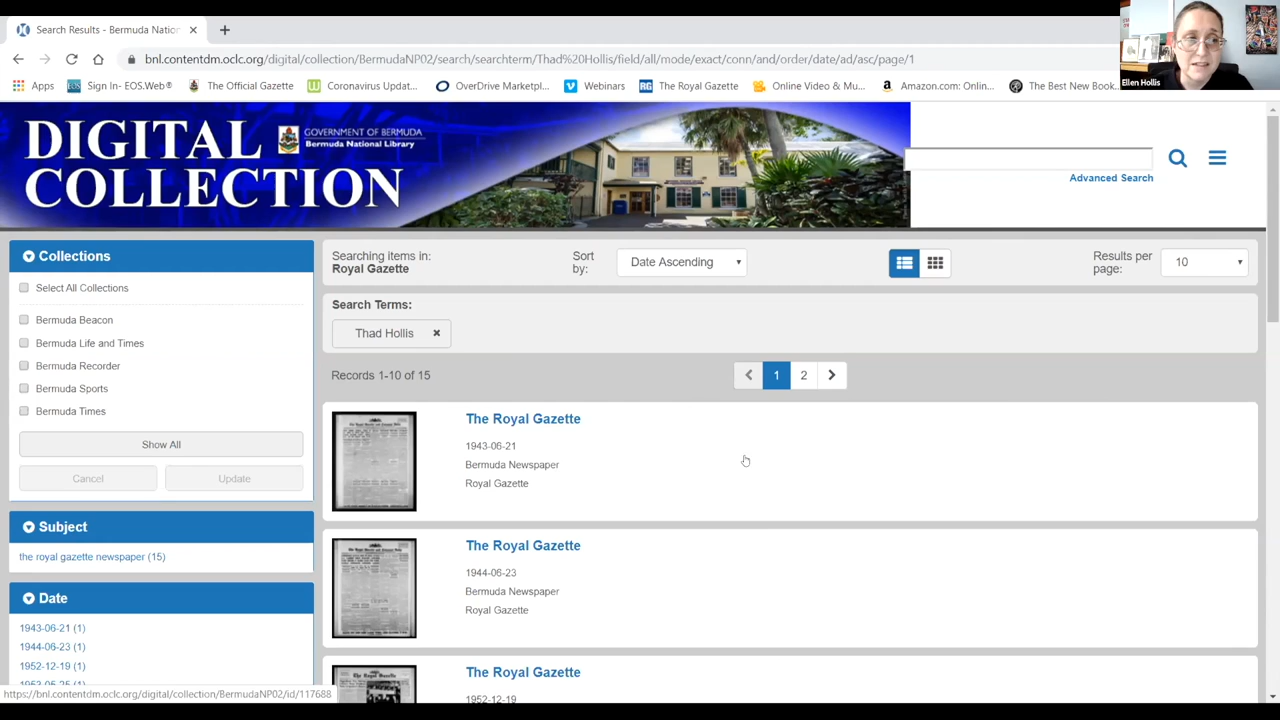 Search Results - Bermuda Nation
bnl.contentdm.oclc.org/digital/collection/BermudaNP02/search/searchterm/Thad%20Hollis/field/all/mode/exact/conn/and/order/date/ad/asc/page/1
Ellen Hollis
Apps
Sign In- EOS.Web®
The Official Gazette
Coronavirus Updat...
OverDrive Marketpl...
Webinars
The Royal Gazette
Online Video & Mu...
Amazon.com: Onlin...
The Best New Book...
DIGITAL
COLLECTION
GOVERNMENT OF BERMUDA
Bermuda National Library
Advanced Search
Collections
Select All Collections
Bermuda Beacon
Bermuda Life and Times
Bermuda Recorder
Bermuda Sports
Bermuda Times
Show All
Cancel
Update
Subject
the royal gazette newspaper (15)
Date
1943-06-21 (1)
1944-06-23 (1)
1952-12-19 (1)
https://bnl.contentdm.oclc.org/digital/collection/BermudaNP02/id/117688
Searching items in:
Royal Gazette
Sort
by:
Date Ascending
Results per
page:
10
Search Terms:
Thad Hollis
Records 1-10 of 15
1
2
The Royal Gazette
1943-06-21
Bermuda Newspaper
Royal Gazette
The Royal Gazette
1944-06-23
Bermuda Newspaper
Royal Gazette
The Royal Gazette
1952-12-19